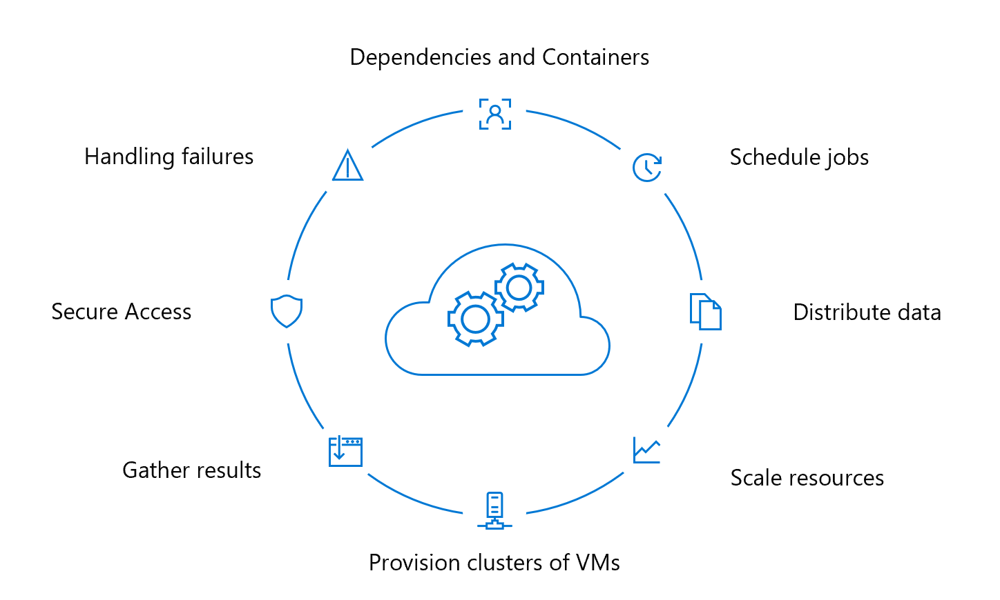 Dependencies and Containers
Handling failures
Schedule jobs
Secure Access
Distribute data
Gather results
Scale resources
Provision clusters of VMs